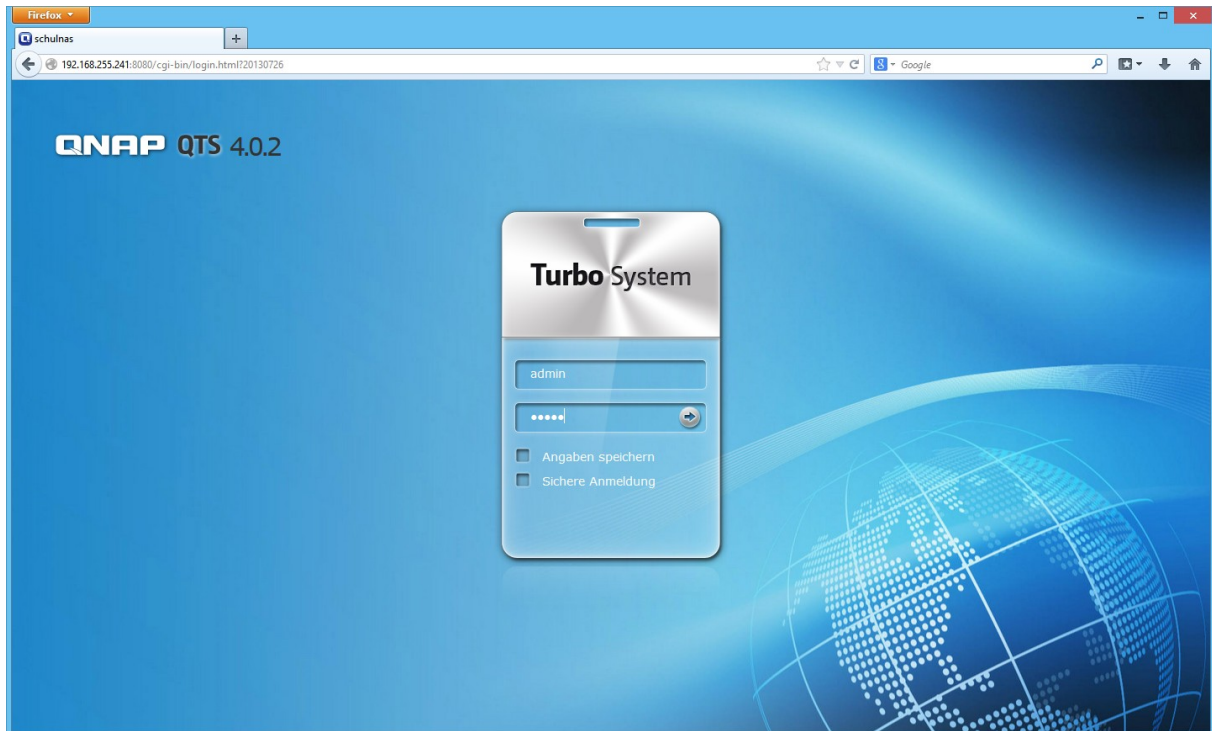 Firefox
schulnas
192.168.255.241:8080/cgi-bin/login.html?20130726
Google
QNAP QTS 4.0.2
Turbo System
admin
•••••
Angaben speichern
Sichere Anmeldung